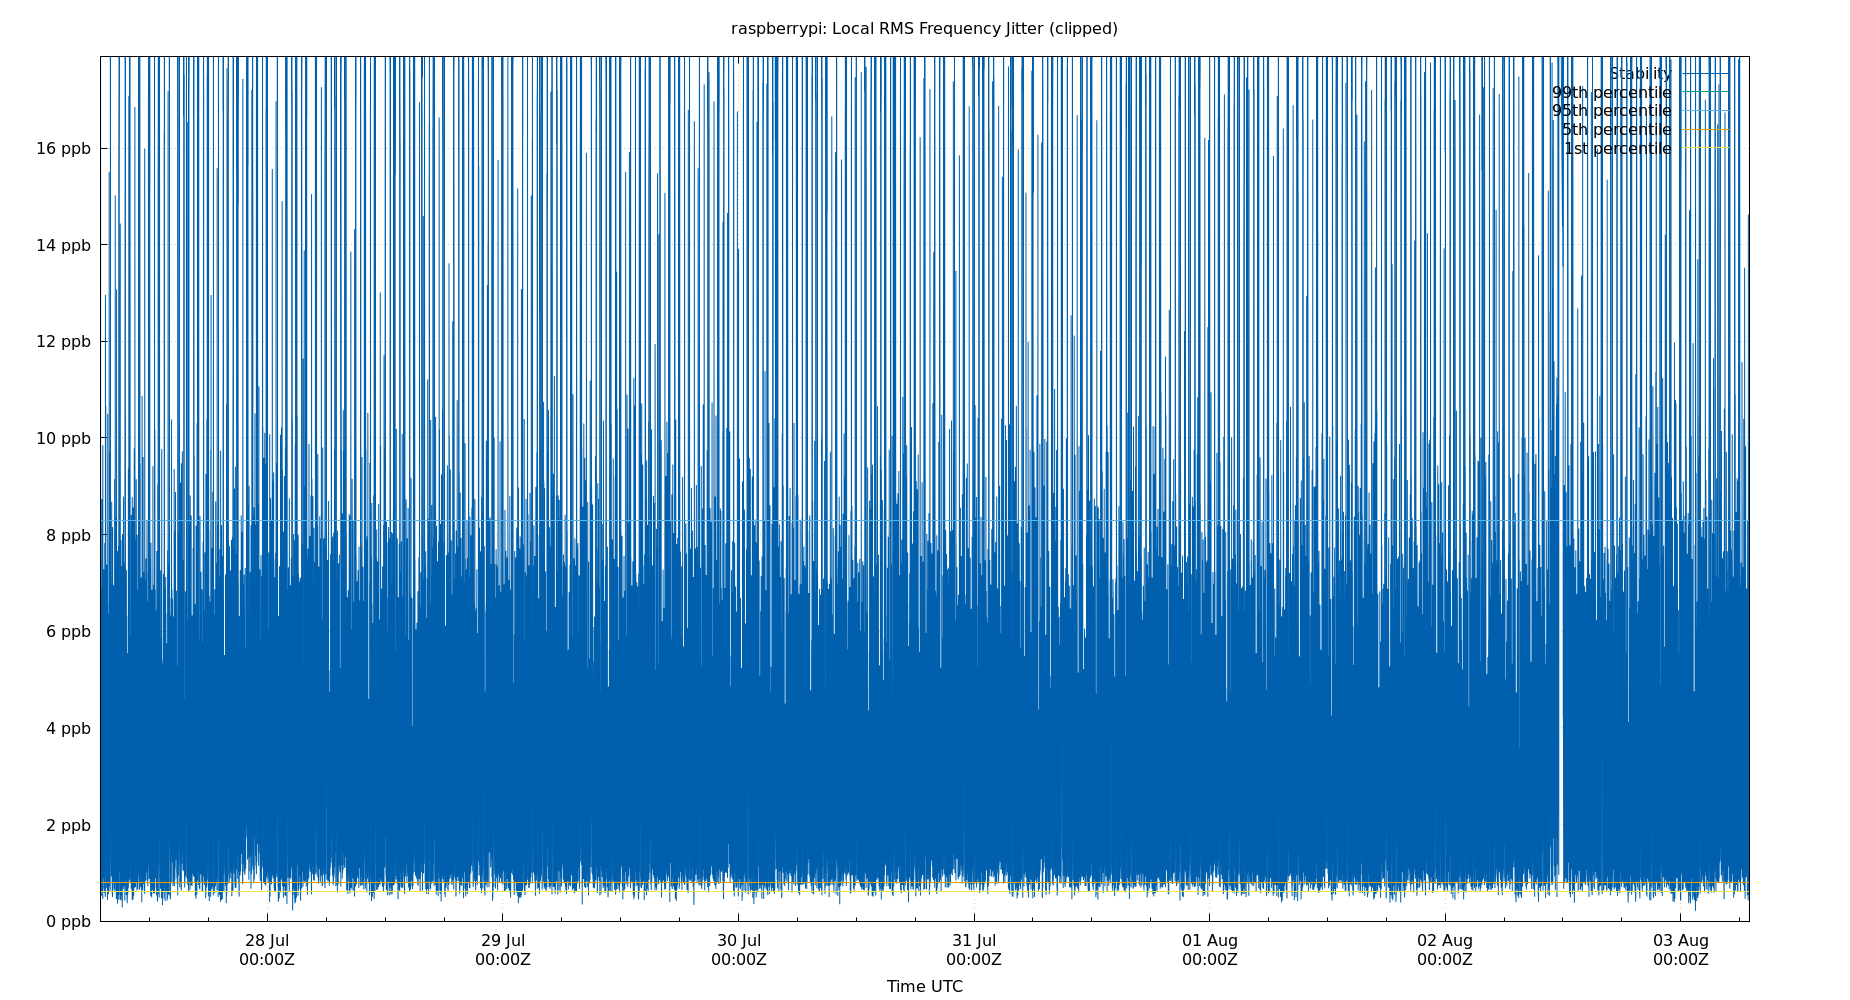 raspberrypi: Local RMS Frequency Jitter (clipped)
Stability
99th percentile
95th percentile
5th percentile
1st percentile
16 ppb
14 ppb
12 ppb
10 ppb
8 ppb
6 ppb
4 ppb
2 ppb
0 ppb
28 Jul
00:00Z
29 Jul
00:00Z
30 Jul
00:00Z
31 Jul
00:00Z
01 Aug
00:00Z
02 Aug
00:00Z
03 Aug
00:00Z
Time UTC